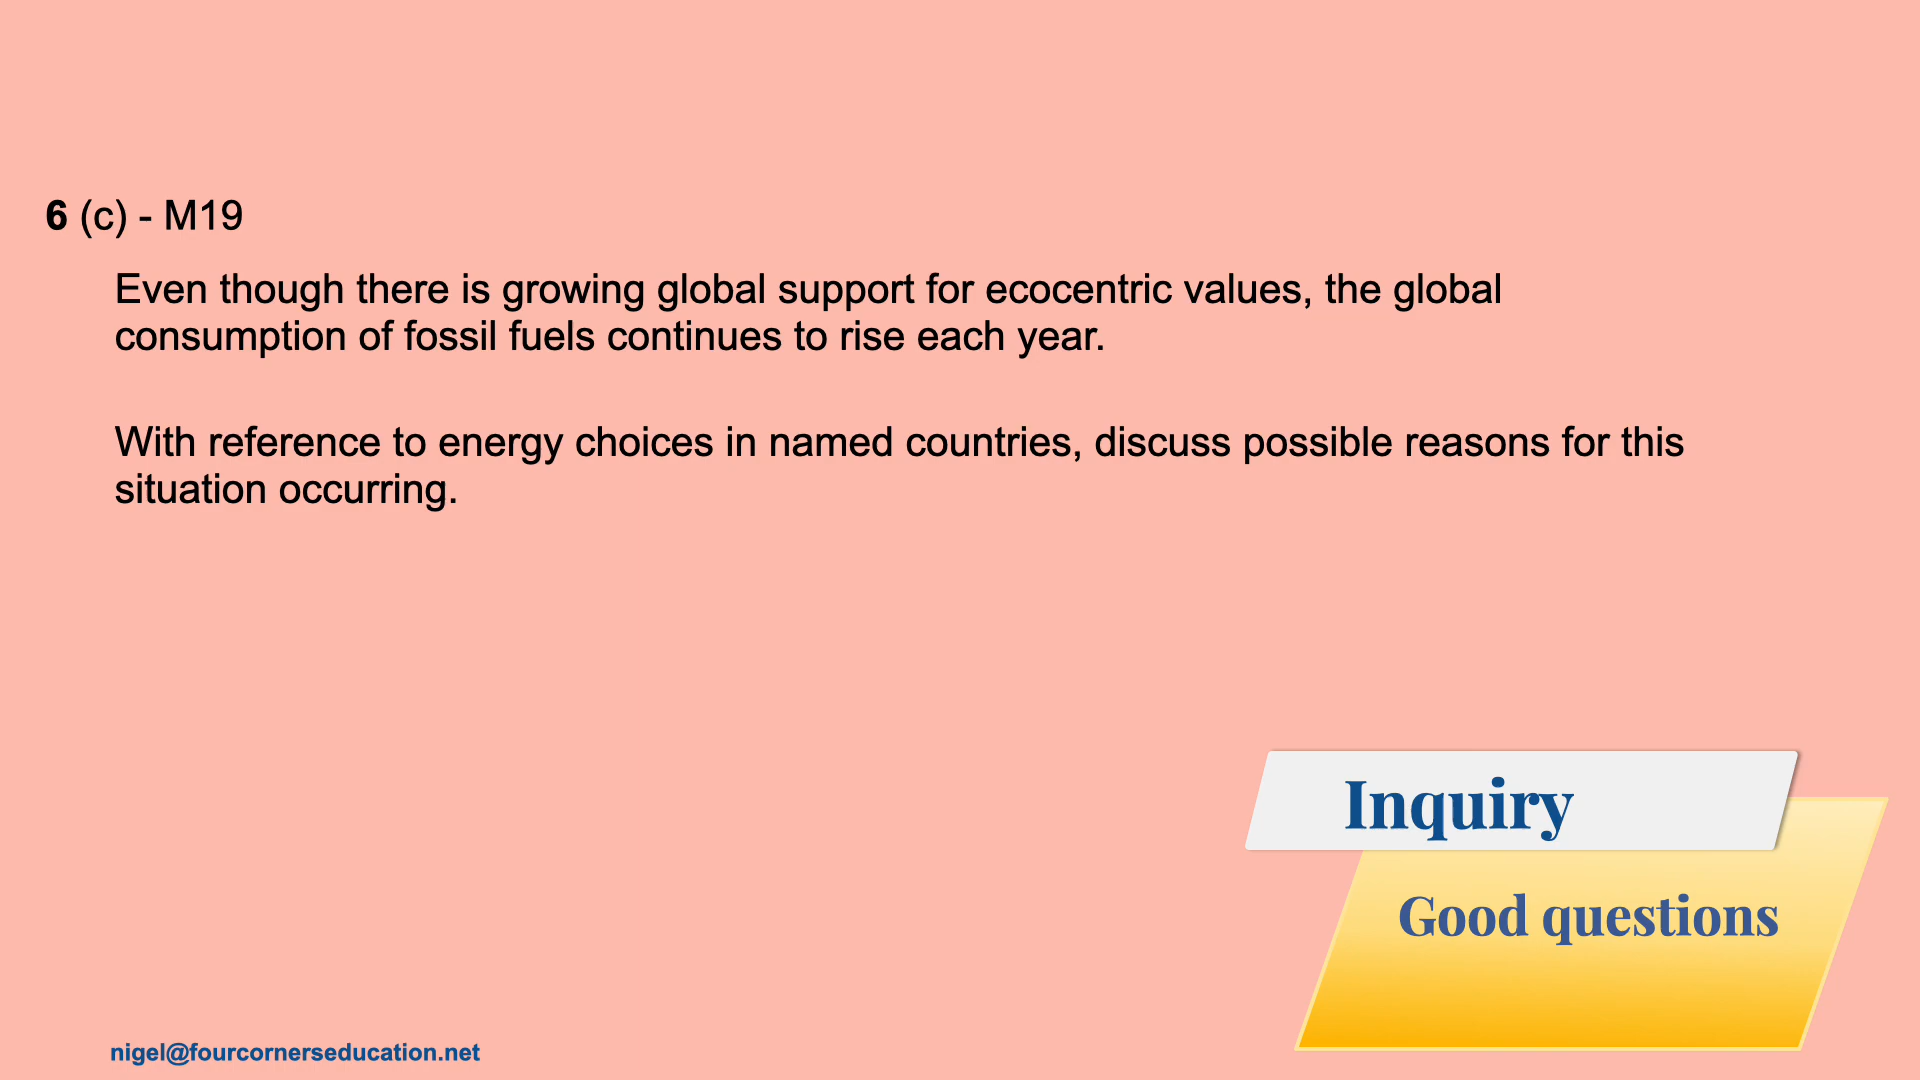 6 (c) - M19
Even though there is growing global support for ecocentric values, the global
consumption of fossil fuels continues to rise each year.
With reference to energy choices in named countries, discuss possible reasons for this
situation occurring.
Inquiry
Good questions
nigel@fourcornerseducation.net